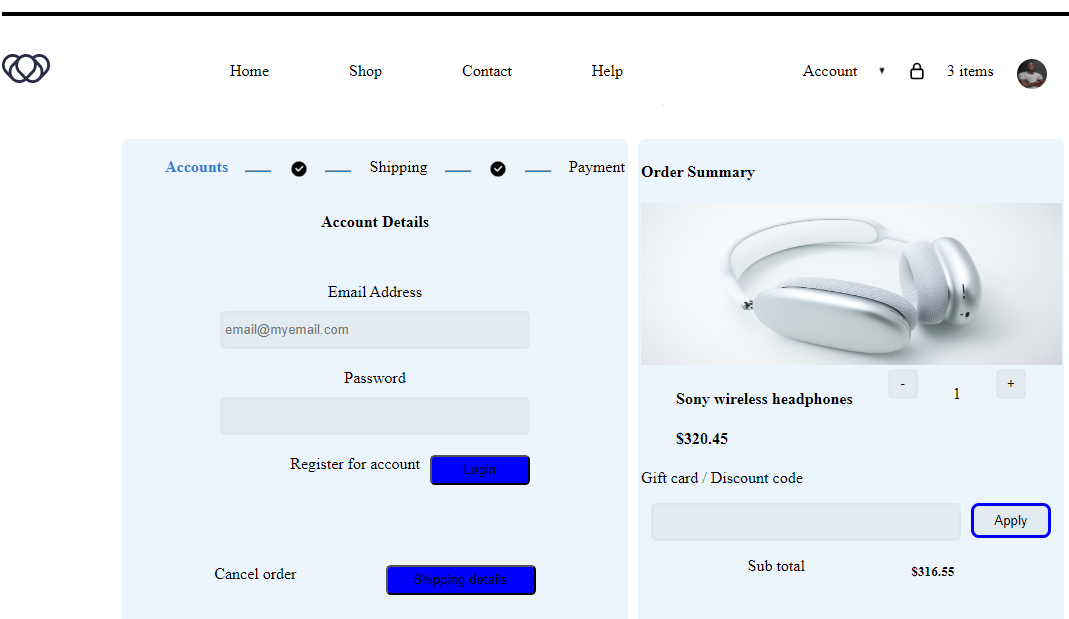 Home Shop Contact Help Account ▼ 3 items
Accounts Shipping Payment
Account Details
Email Address
email@myemail.com
Password
Register for account Login
Cancel order Shipping details
Order Summary
- 1 +
Sony wireless headphones
$320.45
Gift card / Discount code
Apply
Sub total $316.55